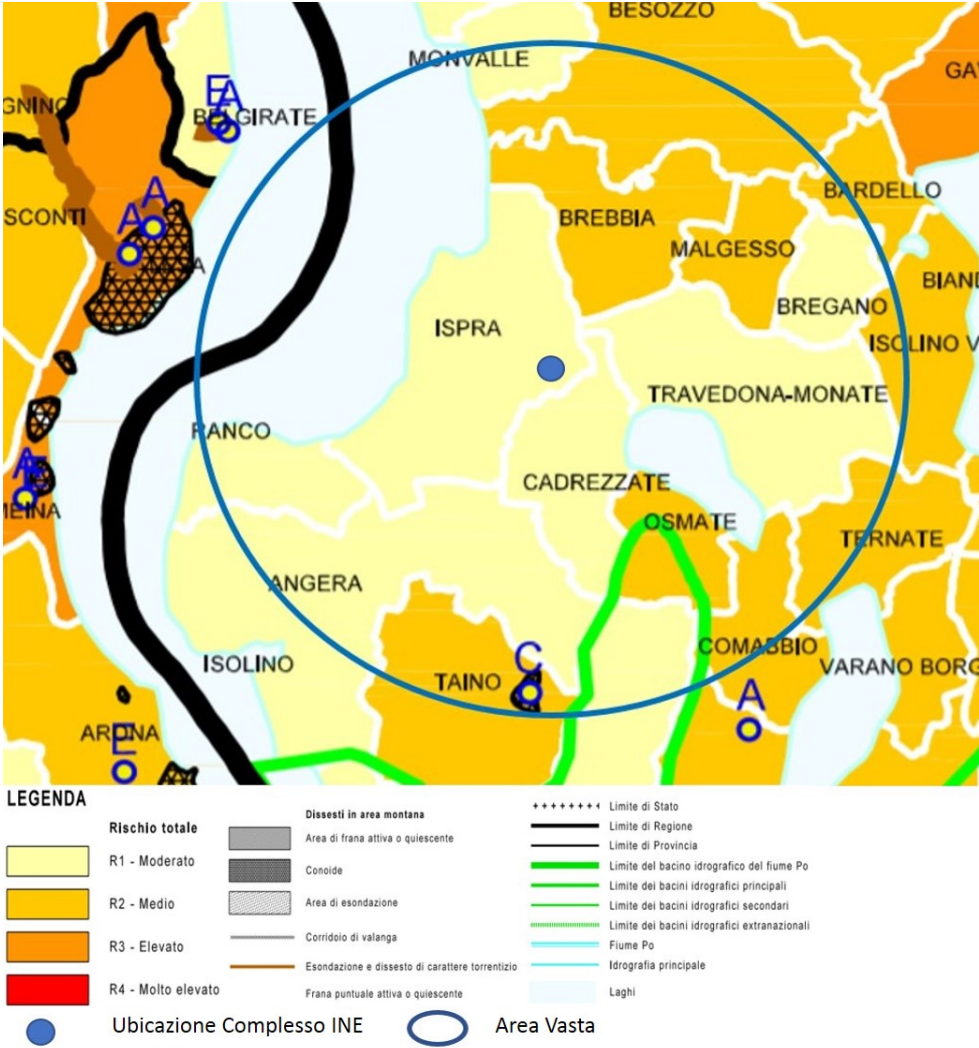 BESOZZO
MONVALLE
GAV
GNINO
E
A
BELGIRATE
BARDELLO
SCONTI
A
A
A
BREBBIA
MALGESSO
BIAND
BREGANO
ISPRA
ISOLINO V
TRAVEDONA-MONATE
RANCO
A
E
MEINA
CADREZZATE
OSMATE
TERNATE
ANGERA
ISOLINO
C
TAINO
COMABBIO
VARANO BORG
A
ARONA
E
LEGENDA
Rischio totale
R1 - Moderato
R2 - Medio
R3 - Elevato
R4 - Molto elevato
Dissesti in area montana
Area di frana attiva o quiescente
Conoide
Area di esondazione
Corridoio di valanga
Esondazione e dissesto di carattere torrentizio
Frana puntuale attiva o quiescente
Limite di Stato
Limite di Regione
Limite di Provincia
Limite del bacino idrografico del fiume Po
Limite dei bacini idrografici principali
Limite dei bacini idrografici secondari
Limite dei bacini idrografici extranazionali
Fiume Po
Idrografia principale
Laghi
Ubicazione Complesso INE
Area Vasta